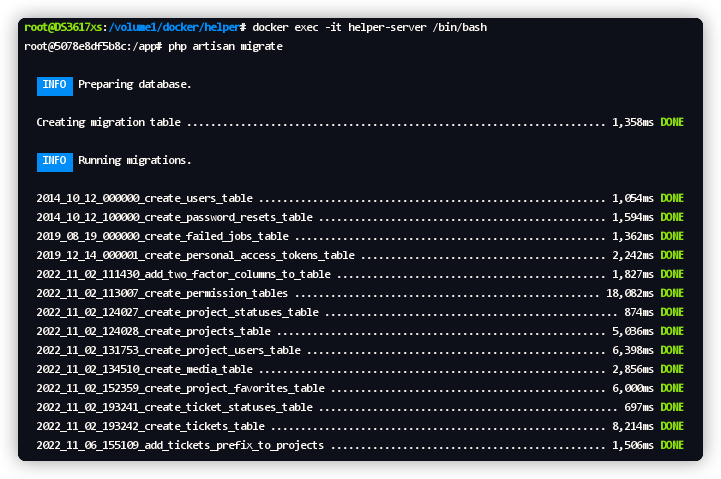 root@DS3617xs:/volume1/docker/helper# docker exec -it helper-server /bin/bash
root@5078e8df5b8c:/app# php artisan migrate
INFO Preparing database.
Creating migration table ...................................................................... 1,358ms DONE
INFO Running migrations.
2014_10_12_000000_create_users_table .......................................................... 1,054ms DONE
2014_10_12_100000_create_password_resets_table ................................................ 1,594ms DONE
2019_08_19_000000_create_failed_jobs_table .................................................... 1,362ms DONE
2019_12_14_000001_create_personal_access_tokens_table ......................................... 2,242ms DONE
2022_11_02_111430_add_two_factor_columns_to_table ............................................. 1,827ms DONE
2022_11_02_113007_create_permission_tables .................................................... 18,082ms DONE
2022_11_02_124027_create_project_statuses_table ................................................. 874ms DONE
2022_11_02_124028_create_projects_table ....................................................... 5,036ms DONE
2022_11_02_131753_create_project_users_table .................................................. 6,398ms DONE
2022_11_02_134510_create_media_table .......................................................... 2,856ms DONE
2022_11_02_152359_create_project_favorites_table .............................................. 6,000ms DONE
2022_11_02_193241_create_ticket_statuses_table .................................................. 697ms DONE
2022_11_02_193242_create_tickets_table ........................................................ 8,214ms DONE
2022_11_06_155109_add_tickets_prefix_to_projects .............................................. 1,506ms DONE